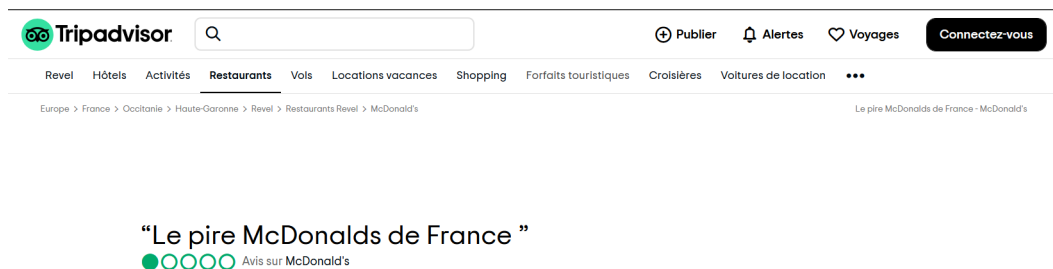 Tripadvisor Publier Alertes Voyages Connectez-vous
Revel Hôtels Activités Restaurants Vols Locations vacances Shopping Forfaits touristiques Croisières Voitures de location •••
Europe > France > Occitanie > Haute-Garonne > Revel > Restaurants Revel > McDonald's Le pire McDonalds de France - McDonald's
“Le pire McDonalds de France ”
Avis sur McDonald's